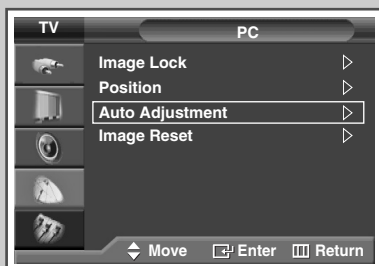 TV
PC
Image Lock
Position
Auto Adjustment
Image Reset
Move Enter Return